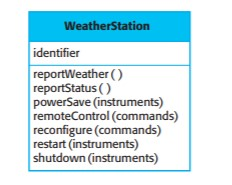 WeatherStation
identifier
reportWeather ( )
reportStatus ( )
powerSave (instruments)
remoteControl (commands)
reconfigure (commands)
restart (instruments)
shutdown (instruments)